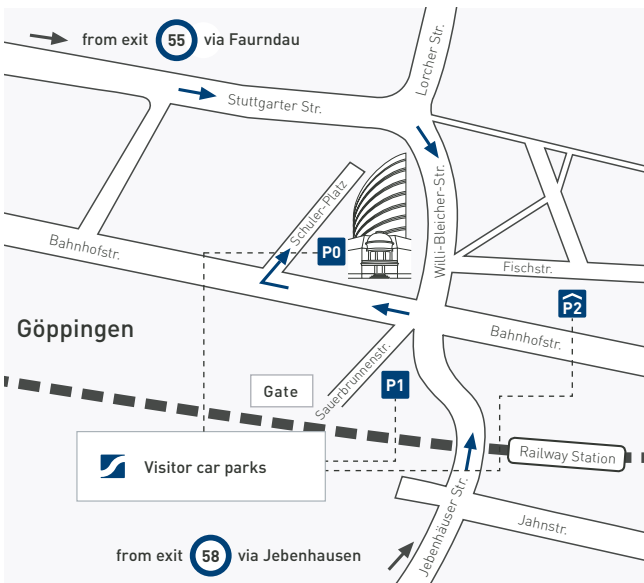 from exit 55 via Faurndau
Lorcher Str.
Stuttgarter Str.
Schuler-Platz
Willi-Bleicher-Str.
Bahnhofstr.
P0
Fischstr.
P2
Göppingen
Bahnhofstr.
Sauerbrunnenstr.
P1
Gate
Visitor car parks
Railway Station
Jebenhäuser Str.
Jahnstr.
from exit 58 via Jebenhausen